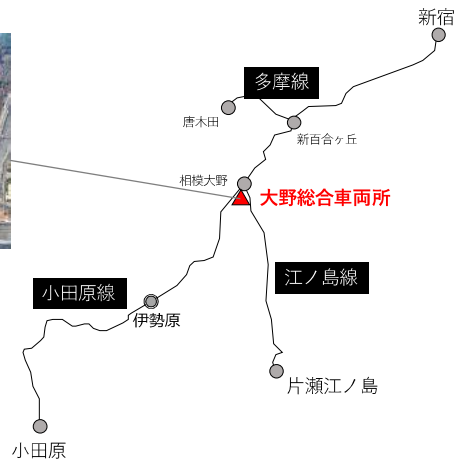 新宿
多摩線
唐木田
新百合ヶ丘
相模大野
大野総合車両所
江ノ島線
小田原線
伊勢原
片瀬江ノ島
小田原